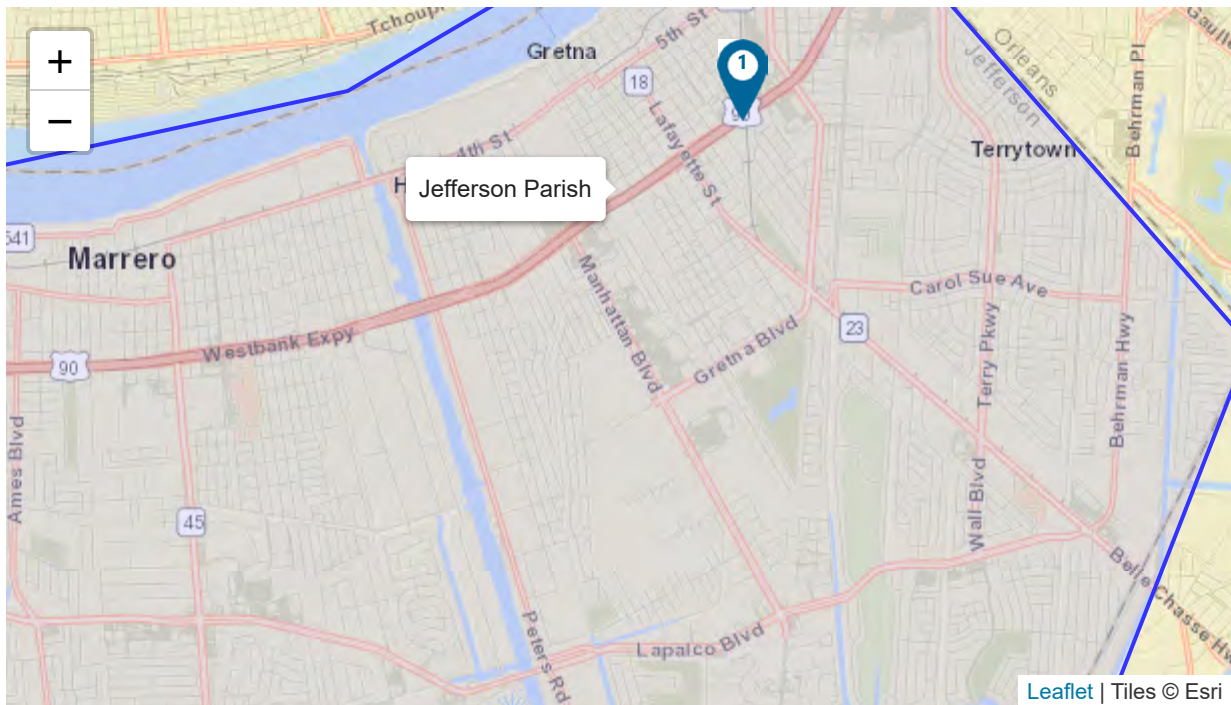 Tchoupi
Gretna
5th St
+
−
18
1
Orleans
Jefferson
Behrman Pl
Lafayette St
Terrytown
4th St
H
Jefferson Parish
541
Marrero
Manhattan Blvd
Carol Sue Ave
Westbank Expy
90
Gretna Blvd
23
Terry Pkwy
Behrman Hwy
Ames Blvd
45
Wall Blvd
Belle Chasse Hw
Peters Rd
Lapalco Blvd
Leaflet | Tiles © Esri